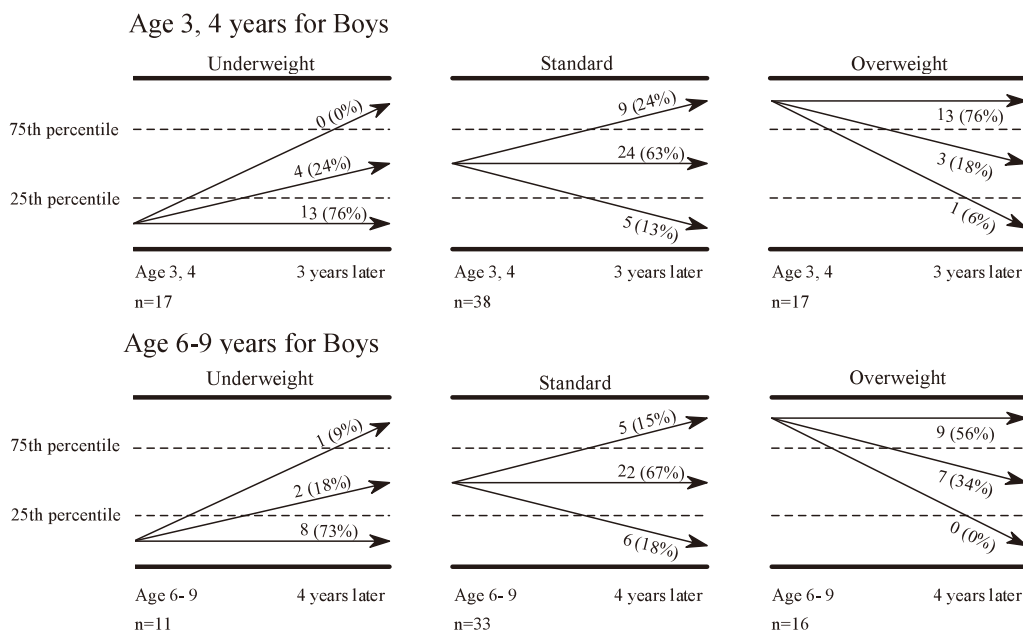 Age 3, 4 years for Boys
Underweight Standard Overweight
75th percentile
25th percentile
0 (0%)
4 (24%)
13 (76%)
9 (24%)
24 (63%)
5 (13%)
13 (76%)
3 (18%)
1 (6%)
Age 3, 4 3 years later Age 3, 4 3 years later Age 3, 4 3 years later
n=17 n=38 n=17
Age 6-9 years for Boys
Underweight Standard Overweight
75th percentile
25th percentile
1 (9%)
2 (18%)
8 (73%)
5 (15%)
22 (67%)
6 (18%)
9 (56%)
7 (34%)
0 (0%)
Age 6- 9 4 years later Age 6- 9 4 years later Age 6- 9 4 years later
n=11 n=33 n=16